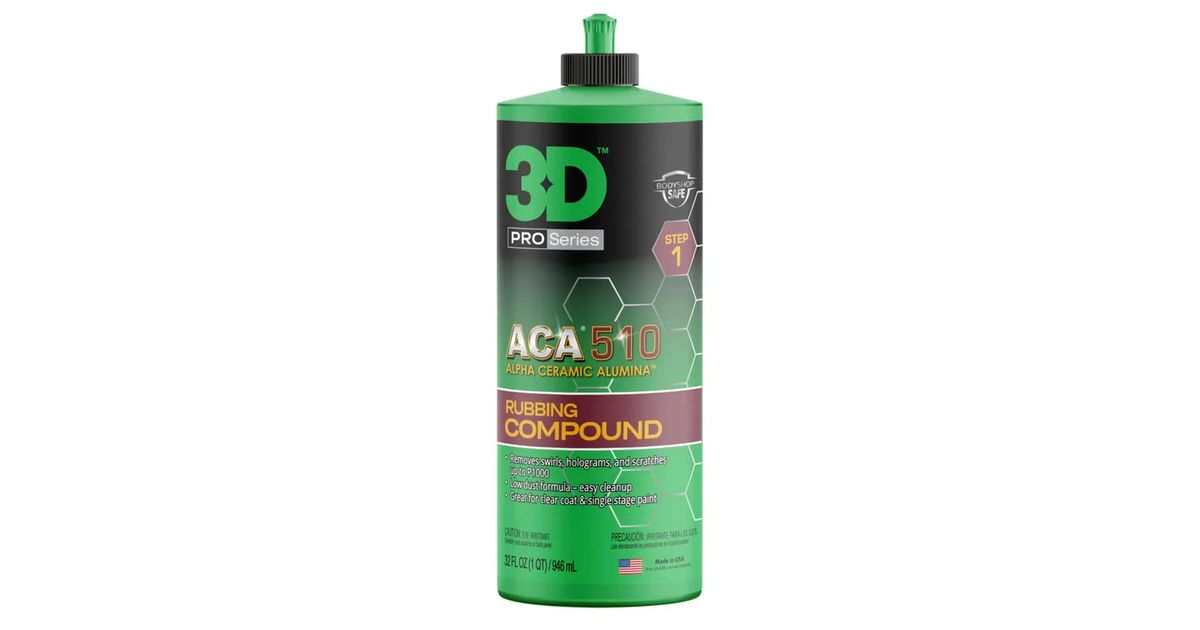 3D™
PRO Series
BODYSHOP
SAFE
STEP
1
ACA® 510
ALPHA CERAMIC ALUMINA™
RUBBING
COMPOUND
• Removes swirls, holograms, and scratches
up to P1000
• Low dust formula - easy cleanup
• Great for clear coat & single stage paint
CAUTION: EYE IRRITANT.
PRECAUCIÓN: IRRITANTE PARA LOS OJOS.
32 FL OZ (1 QT) / 946 mL
Made in USA